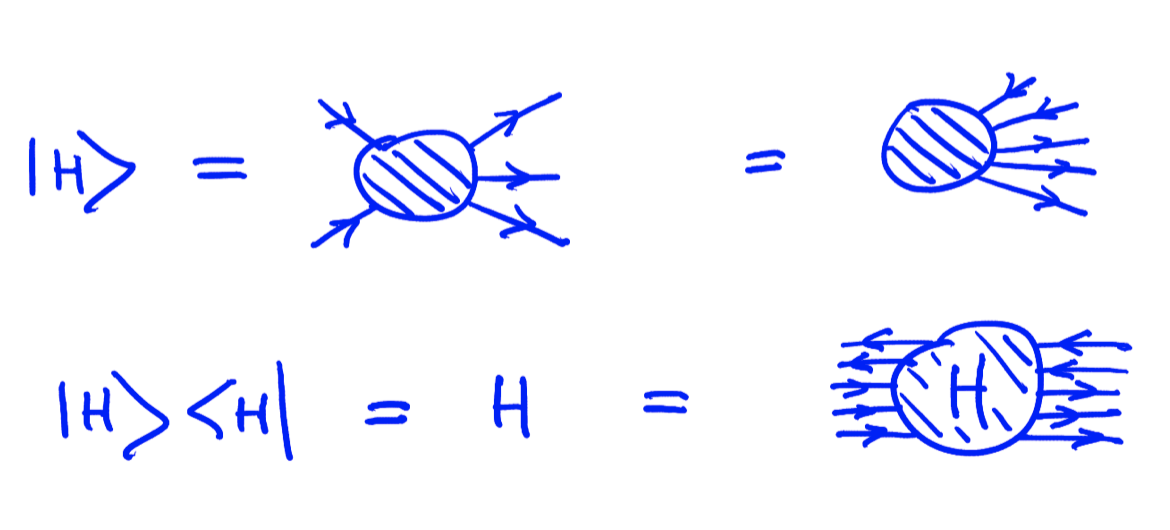 |H> = =
|H><H| = H = H